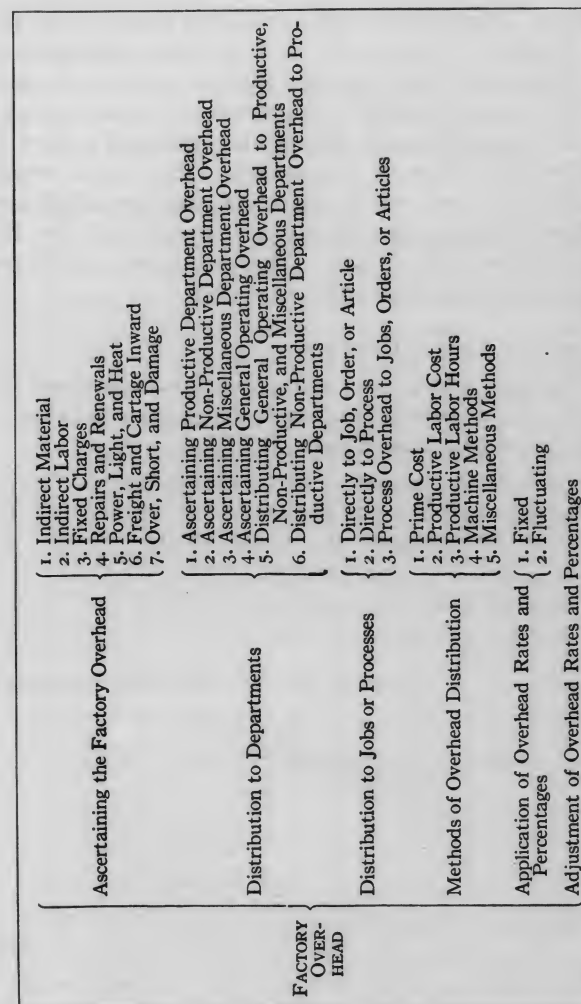 FACTORY
OVER-
HEAD
Ascertaining the Factory Overhead
1. Indirect Material
2. Indirect Labor
3. Fixed Charges
4. Repairs and Renewals
5. Power, Light, and Heat
6. Freight and Cartage Inward
7. Over, Short, and Damage
Distribution to Departments
1. Ascertaining Productive Department Overhead
2. Ascertaining Non-Productive Department Overhead
3. Ascertaining Miscellaneous Department Overhead
4. Ascertaining General Operating Overhead
5. Distributing General Operating Overhead to Productive,
Non-Productive, and Miscellaneous Departments
6. Distributing Non-Productive Department Overhead to Pro-
ductive Departments
Distribution to Jobs or Processes
1. Directly to Job, Order, or Article
2. Directly to Process
3. Process Overhead to Jobs, Orders, or Articles
Methods of Overhead Distribution
1. Prime Cost
2. Productive Labor Cost
3. Productive Labor Hours
4. Machine Methods
5. Miscellaneous Methods
Application of Overhead Rates and
Percentages
1. Fixed
2. Fluctuating
Adjustment of Overhead Rates and Percentages